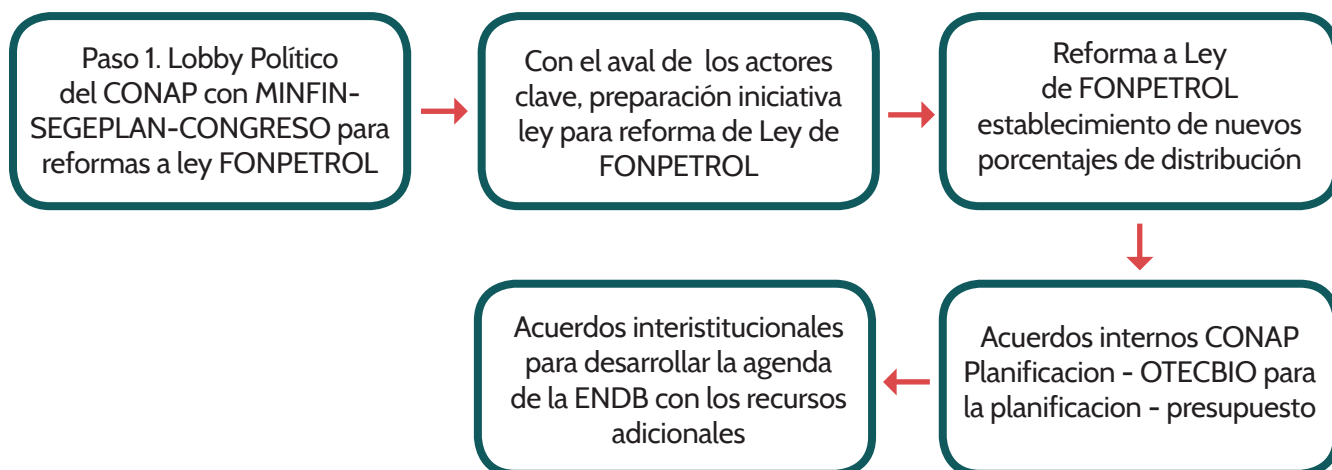 Paso 1. Lobby Político
del CONAP con MINFIN-
SEGEPLAN-CONGRESO para
reformas a ley FONPETROL
Con el aval de los actores
clave, preparación iniciativa
ley para reforma de Ley de
FONPETROL
Reforma a Ley
de FONPETROL
establecimiento de nuevos
porcentajes de distribución
Acuerdos internos CONAP
Planificacion - OTECBIO para
la planificacion - presupuesto
Acuerdos interistitucionales
para desarrollar la agenda
de la ENDB con los recursos
adicionales